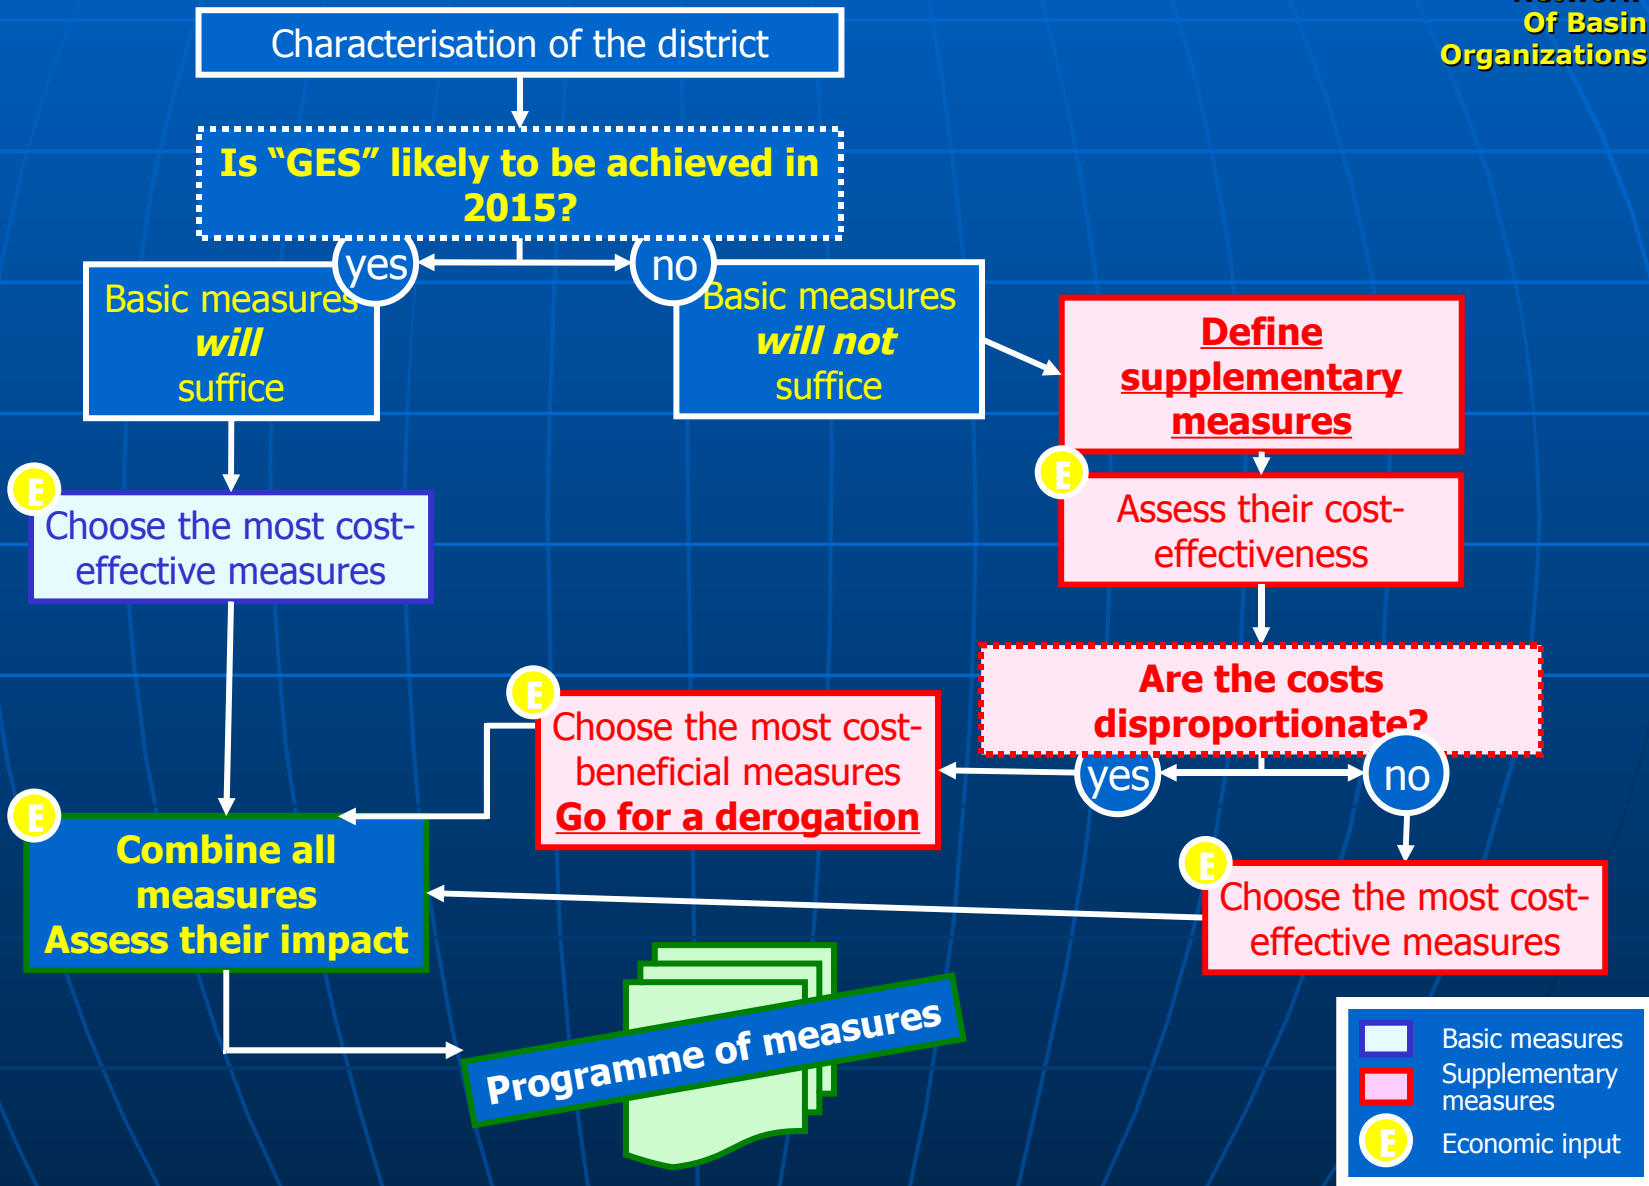 Of Basin
Organizations
Characterisation of the district
Is “GES” likely to be achieved in
2015?
yes
no
Basic measures
will
suffice
Basic measures
will not
suffice
Define
supplementary
measures
E
Choose the most cost-
effective measures
E
Assess their cost-
effectiveness
Are the costs
disproportionate?
yes
no
E
Choose the most cost-
beneficial measures
Go for a derogation
E
Combine all
measures
Assess their impact
E
Choose the most cost-
effective measures
Programme of measures
Basic measures
Supplementary
measures
E
Economic input